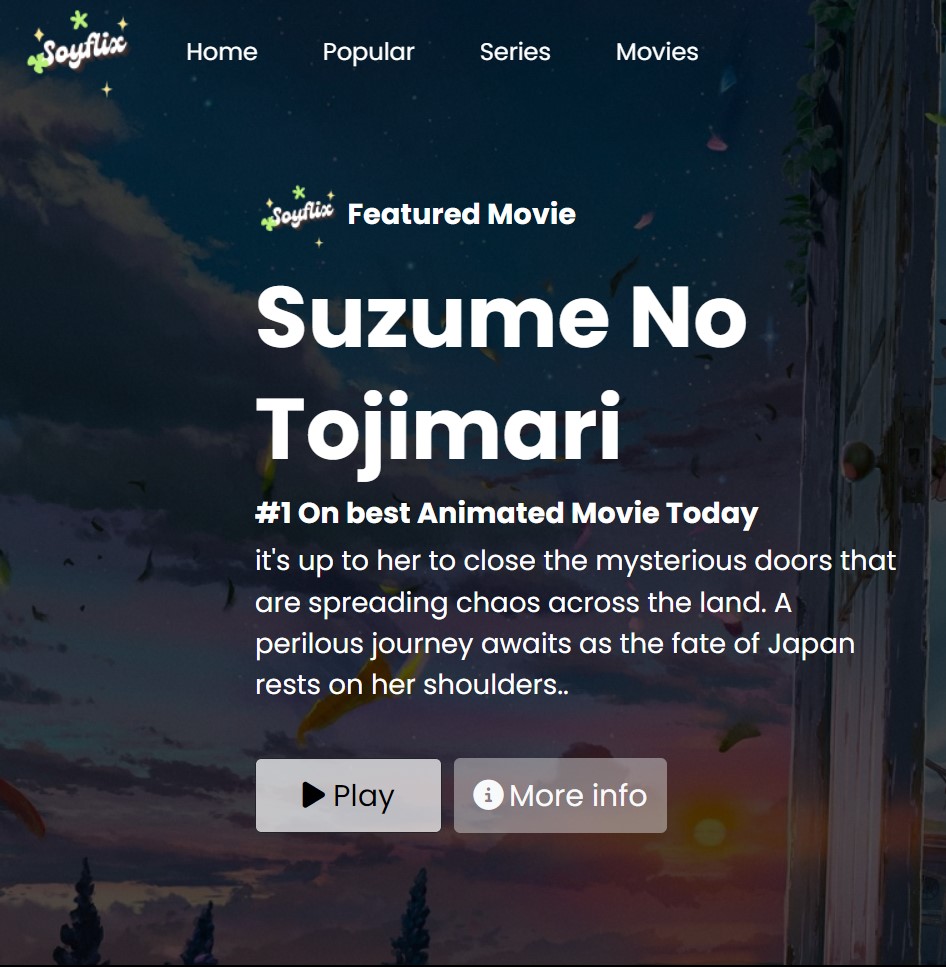 Soyflix
Home Popular Series Movies
Soyflix Featured Movie
Suzume No
Tojimari
#1 On best Animated Movie Today
it's up to her to close the mysterious doors that
are spreading chaos across the land. A
perilous journey awaits as the fate of Japan
rests on her shoulders..
Play More info